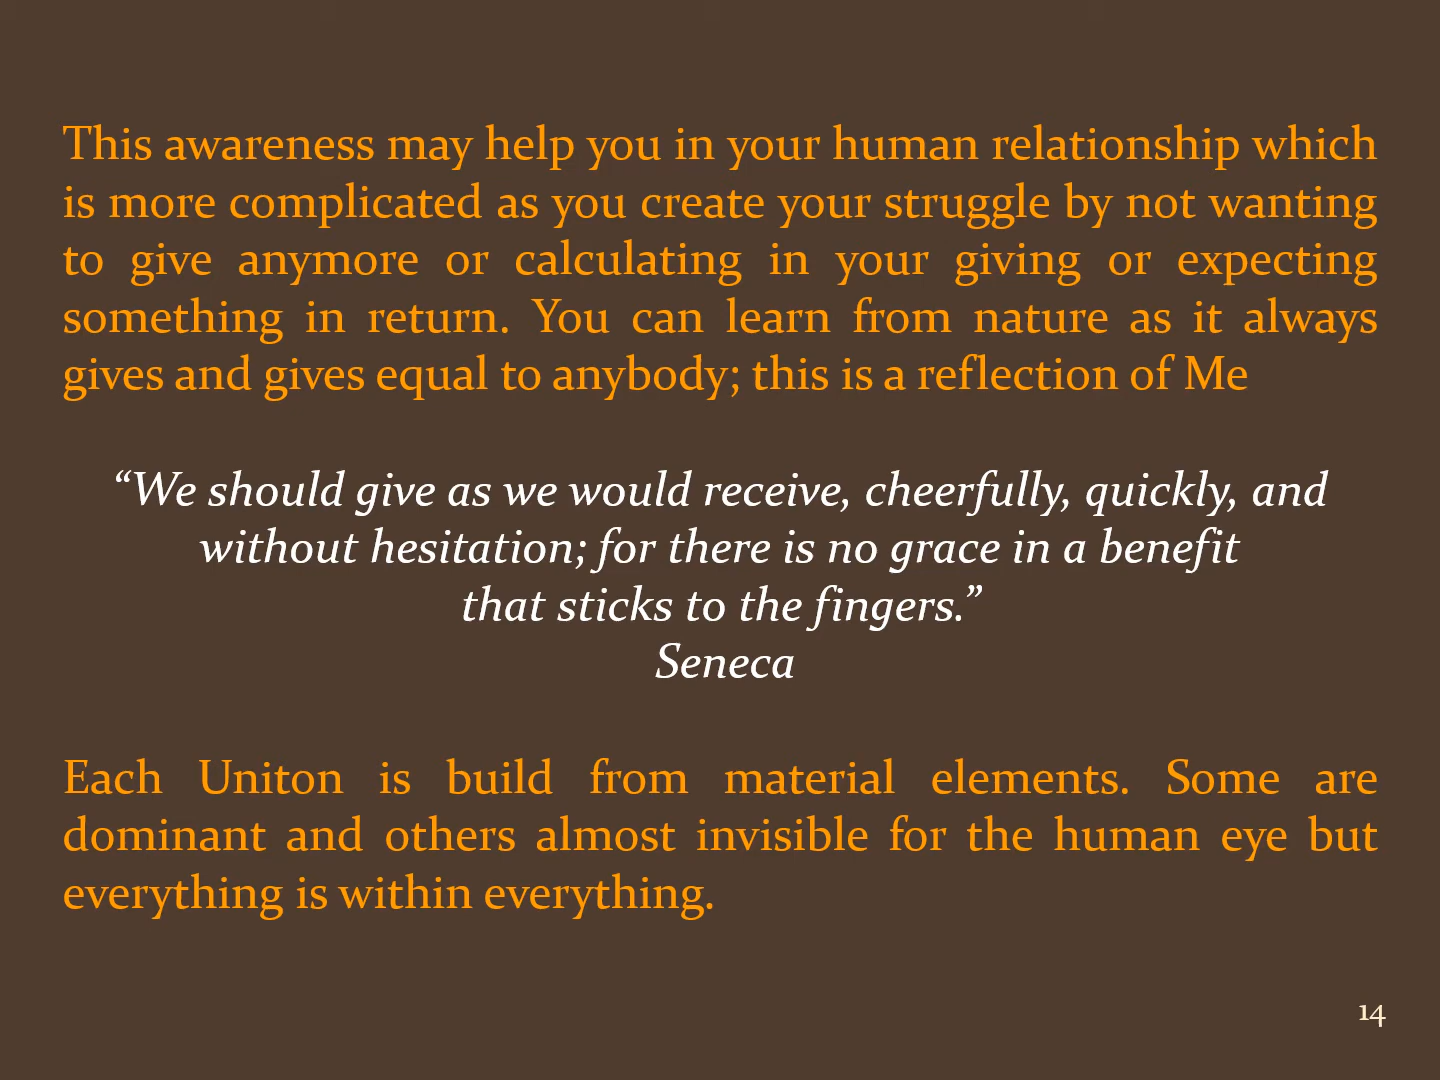 This awareness may help you in your human relationship which
is more complicated as you create your struggle by not wanting
to give anymore or calculating in your giving or expecting
something in return. You can learn from nature as it always
gives and gives equal to anybody; this is a reflection of Me
“We should give as we would receive, cheerfully, quickly, and
without hesitation; for there is no grace in a benefit
that sticks to the fingers.”
Seneca
Each Uniton is build from material elements. Some are
dominant and others almost invisible for the human eye but
everything is within everything.
14